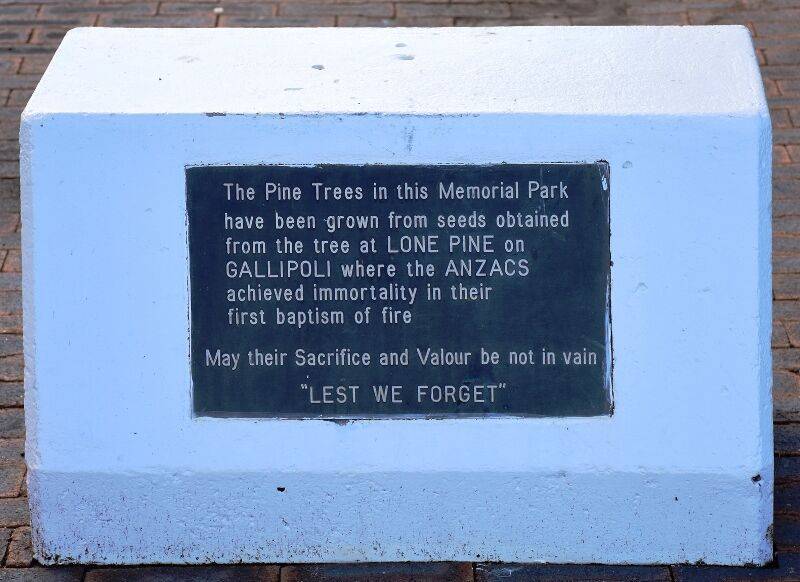 The Pine Trees in this Memorial Park
have been grown from seeds obtained
from the tree at LONE PINE on
GALLIPOLI where the ANZACS
achieved immortality in their
first baptism of fire
May their Sacrifice and Valour be not in vain
"LEST WE FORGET"